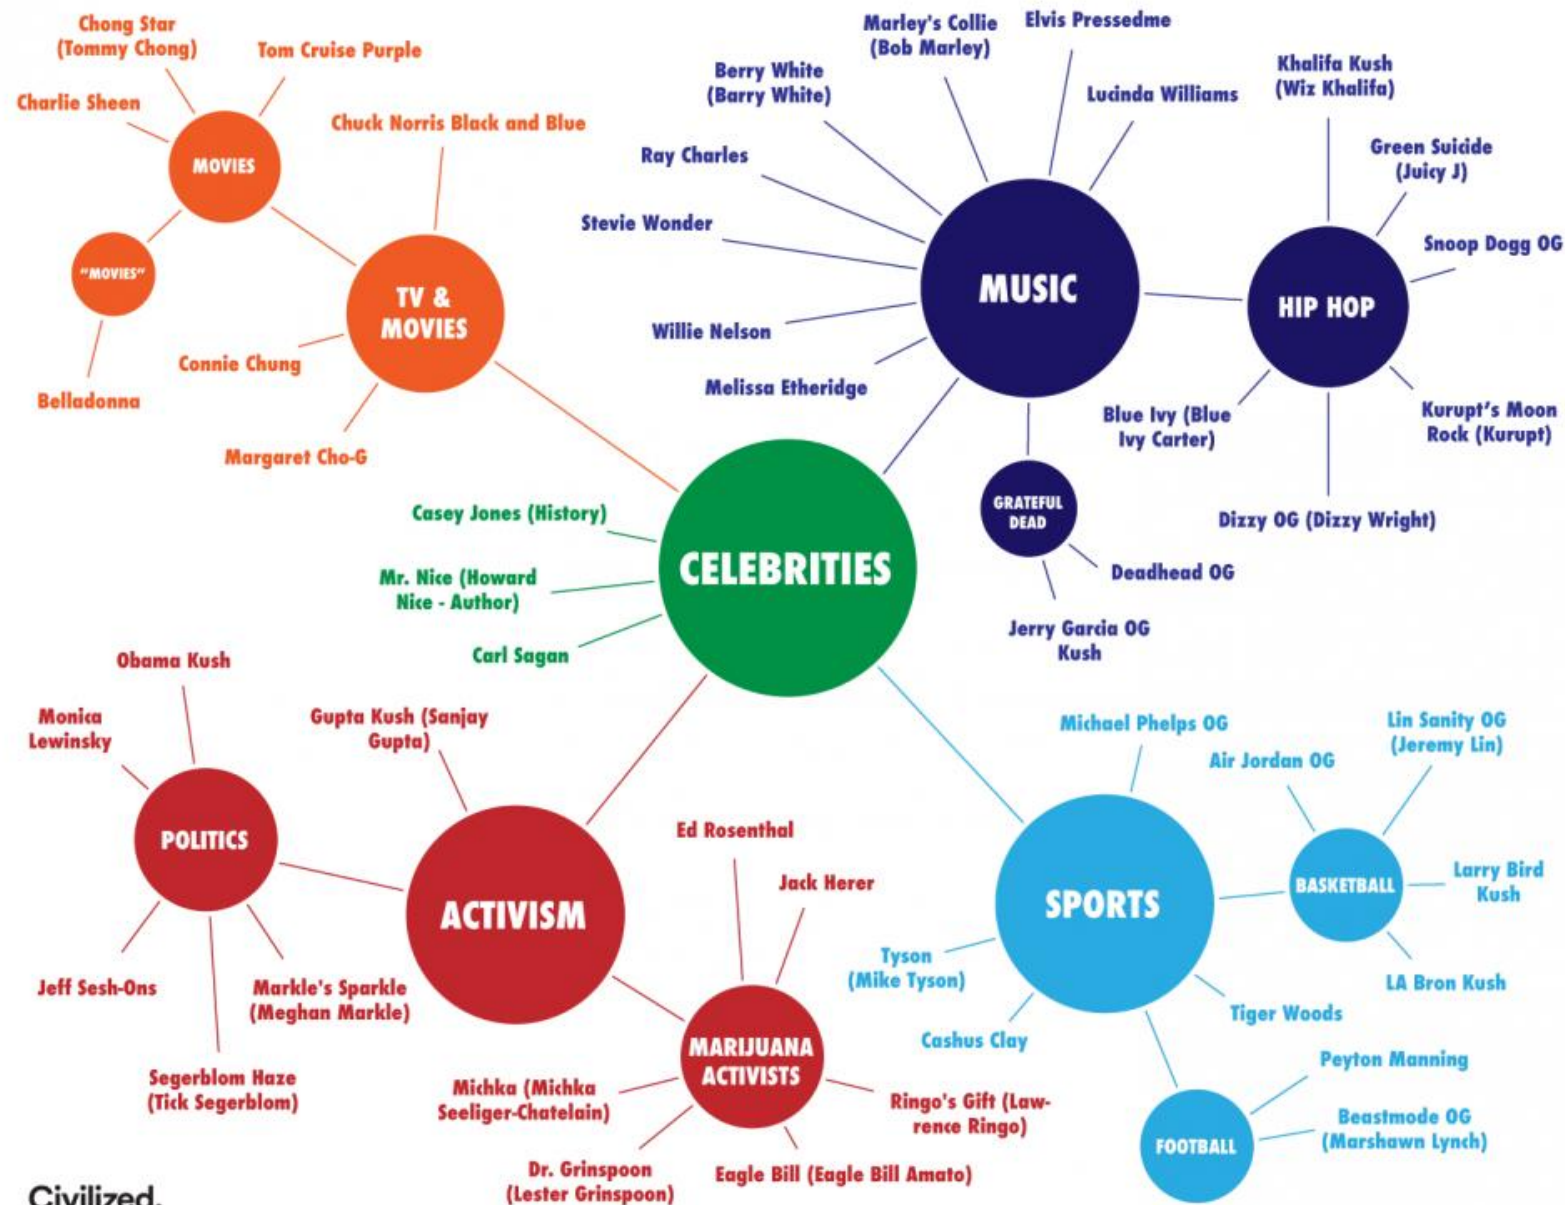 Chong Star
(Tommy Chong)
Tom Cruise Purple
Charlie Sheen
MOVIES
Chuck Norris Black and Blue
"MOVIES"
TV &
MOVIES
Connie Chung
Belladonna
Margaret Cho-G
Marley's Collie
(Bob Marley)
Elvis Pressedme
Berry White
(Barry White)
Lucinda Williams
Ray Charles
Stevie Wonder
MUSIC
Willie Nelson
Melissa Etheridge
Khalifa Kush
(Wiz Khalifa)
Green Suicide
(Juicy J)
Snoop Dogg OG
HIP HOP
Blue Ivy (Blue
Ivy Carter)
Kurupt's Moon
Rock (Kurupt)
Dizzy OG (Dizzy Wright)
GRATEFUL
DEAD
Deadhead OG
Jerry Garcia OG
Kush
CELEBRITIES
Casey Jones (History)
Mr. Nice (Howard
Nice - Author)
Carl Sagan
Obama Kush
Monica
Lewinsky
POLITICS
Jeff Sesh-Ons
Markle's Sparkle
(Meghan Markle)
Segerblom Haze
(Tick Segerblom)
Gupta Kush (Sanjay
Gupta)
ACTIVISM
Ed Rosenthal
Jack Herer
MARIJUANA
ACTIVISTS
Michka (Michka
Seeliger-Chatelain)
Ringo's Gift (Law-
rence Ringo)
Dr. Grinspoon
(Lester Grinspoon)
Eagle Bill (Eagle Bill Amato)
Michael Phelps OG
SPORTS
Tyson
(Mike Tyson)
Cashus Clay
Tiger Woods
Air Jordan OG
Lin Sanity OG
(Jeremy Lin)
BASKETBALL
Larry Bird
Kush
LA Bron Kush
Peyton Manning
FOOTBALL
Beastmode OG
(Marshawn Lynch)
Civilized.